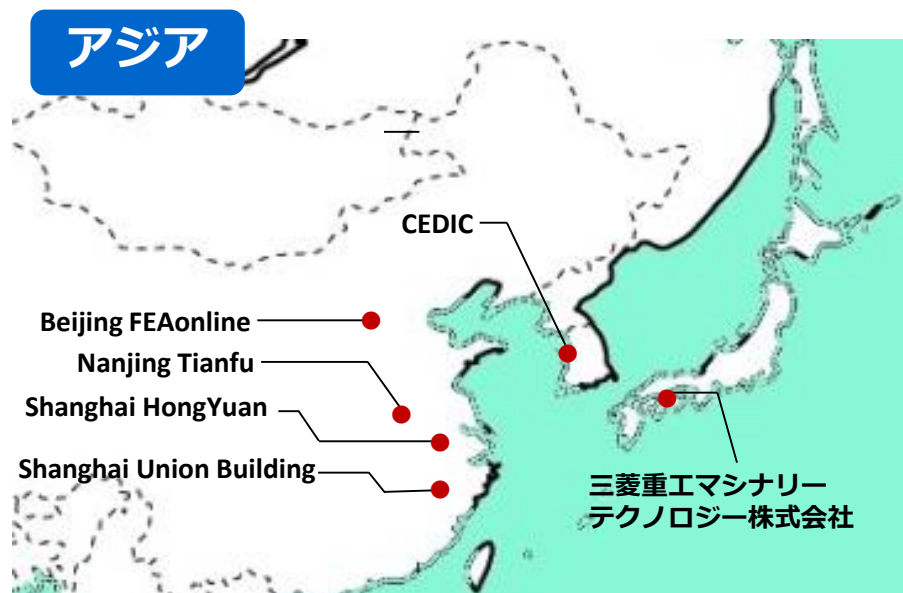 アジア
CEDIC
Beijing FEAonline
Nanjing Tianfu
Shanghai HongYuan
Shanghai Union Building
三菱重工マシナリー
テクノロジー株式会社